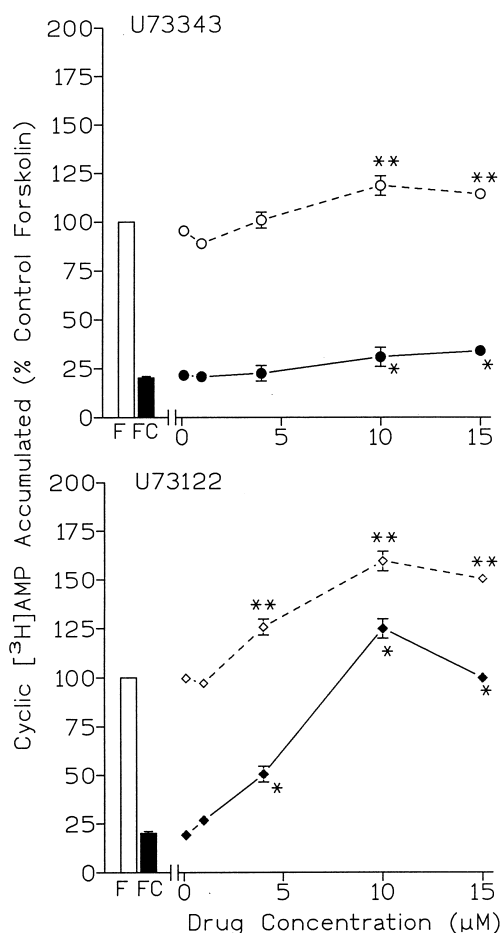 U73343
200
175
150
125
100
75
50
25
0
** **
* *
F FC 0 5 10 15
Cyclic [³H]AMP Accumulated (% Control Forskolin)
U73122
200
175
150
125
100
75
50
25
0
** ** **
* * *
F FC 0 5 10 15
Drug Concentration (µM)